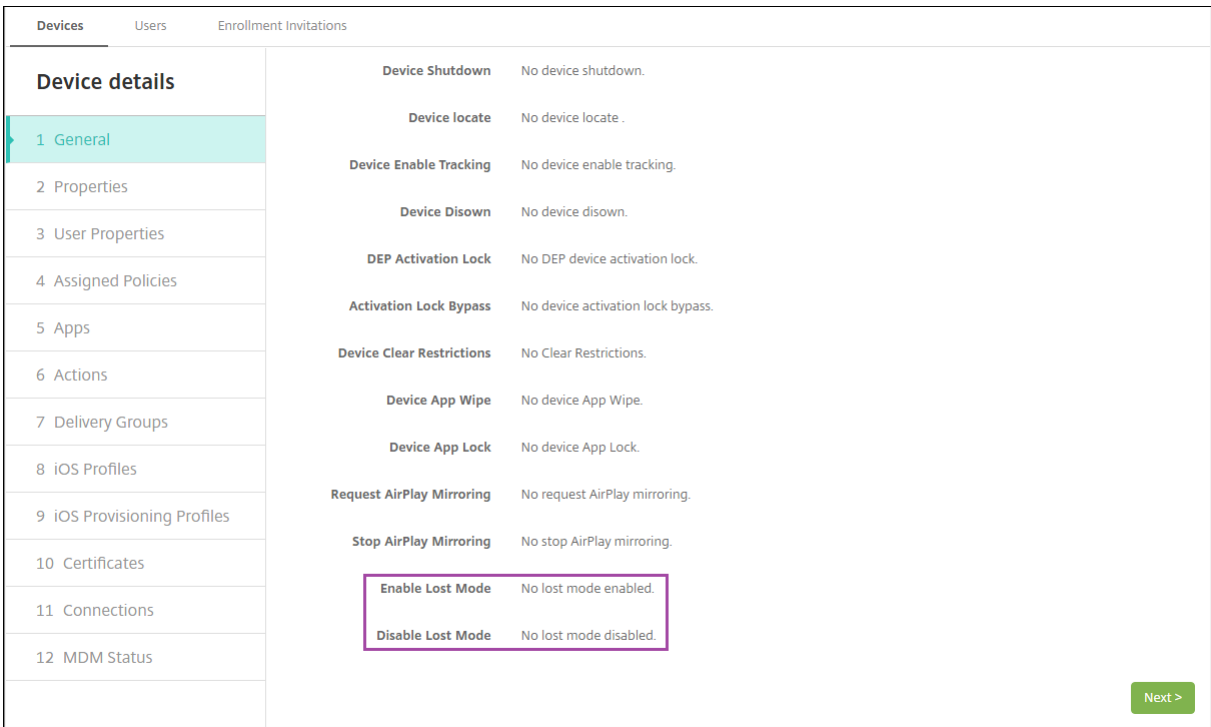 Devices Users Enrollment Invitations
Device details
1 General
2 Properties
3 User Properties
4 Assigned Policies
5 Apps
6 Actions
7 Delivery Groups
8 iOS Profiles
9 iOS Provisioning Profiles
10 Certificates
11 Connections
12 MDM Status
Device Shutdown No device shutdown.
Device locate No device locate .
Device Enable Tracking No device enable tracking.
Device Disown No device disown.
DEP Activation Lock No DEP device activation lock.
Activation Lock Bypass No device activation lock bypass.
Device Clear Restrictions No Clear Restrictions.
Device App Wipe No device App Wipe.
Device App Lock No device App Lock.
Request AirPlay Mirroring No request AirPlay mirroring.
Stop AirPlay Mirroring No stop AirPlay mirroring.
Enable Lost Mode No lost mode enabled.
Disable Lost Mode No lost mode disabled.
Next >